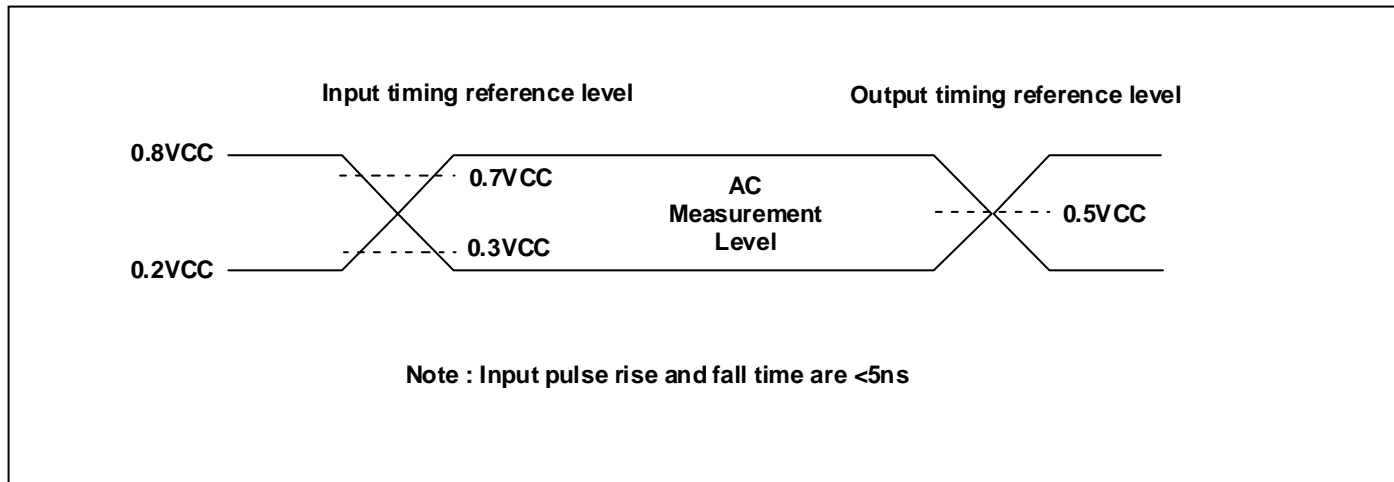 Input timing reference level
Output timing reference level
0.8VCC
0.7VCC
AC
Measurement
Level
0.5VCC
0.3VCC
0.2VCC
Note : Input pulse rise and fall time are <5ns